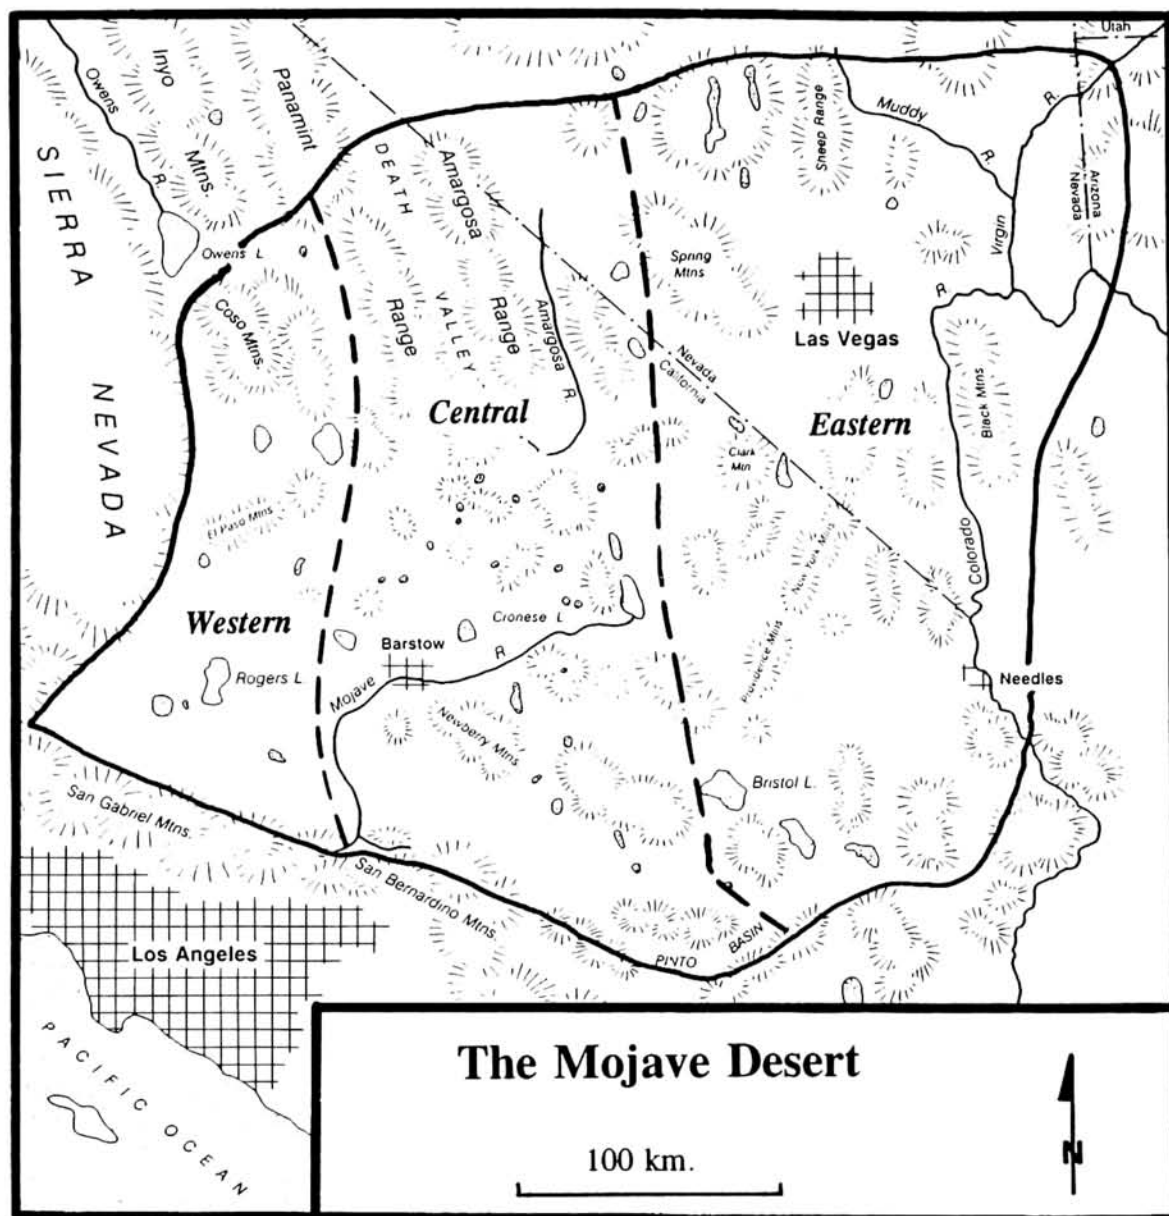 Utah
Owens
R.
Inyo
Mtns.
Panamint
Range
DEATH
VALLEY
Amargosa
Range
Sheep Range
Muddy
R.
R.
Virgin
Arizona
Nevada
SIERRA
NEVADA
Owens L.
Coso Mtns.
Amargosa
R.
Spring
Mtns
Las Vegas
R.
Nevada
California
Black Mtns
Central
Eastern
Clark
Mtn
El Paso Mtns
New York Mtns
Colorado
Western
Cronese L
Barstow
R.
Mojave
Rogers L
Providence Mtns
Needles
Newberry Mtns
Bristol L.
San Gabriel Mtns.
San Bernardino Mtns.
PINTO
BASIN
Los Angeles
PACIFIC OCEAN
The Mojave Desert
100 km.
N